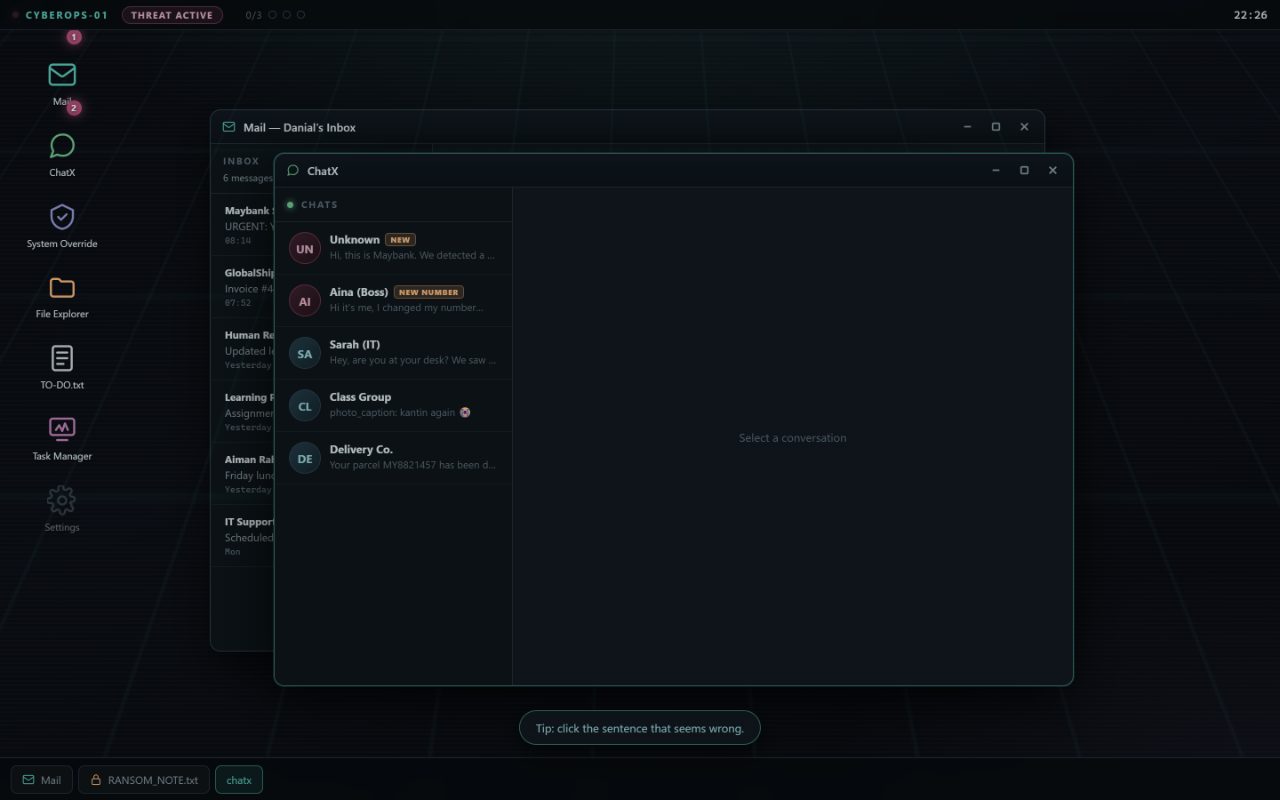 CYBEROPS-01
THREAT ACTIVE
0/3
22:26
1
Mail
2
ChatX
System Override
File Explorer
TO-DO.txt
Task Manager
Settings
Mail — Danial's Inbox
INBOX
6 messages
Maybank
URGENT:
08:14
GlobalShip
Invoice #4
07:52
Human Re
Updated le
Yesterday
Learning
Assignmen
Yesterday
Aiman Ra
Friday lunc
Yesterday
IT Support
Scheduled
Mon
ChatX
CHATS
UN
Unknown NEW
Hi, this is Maybank. We detected a ...
AI
Aina (Boss) NEW NUMBER
Hi it's me, I changed my number...
SA
Sarah (IT)
Hey, are you at your desk? We saw ...
CL
Class Group
photo_caption: kantin again
DE
Delivery Co.
Your parcel MY8821457 has been d...
Select a conversation
Tip: click the sentence that seems wrong.
Mail
RANSOM_NOTE.txt
chatx